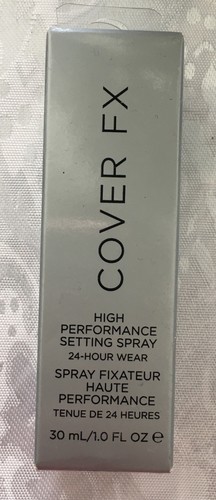 COVER FX
HIGH
PERFORMANCE
SETTING SPRAY
24-HOUR WEAR
SPRAY FIXATEUR
HAUTE
PERFORMANCE
TENUE DE 24 HEURES
30 mL/1.0 FL OZ ℮